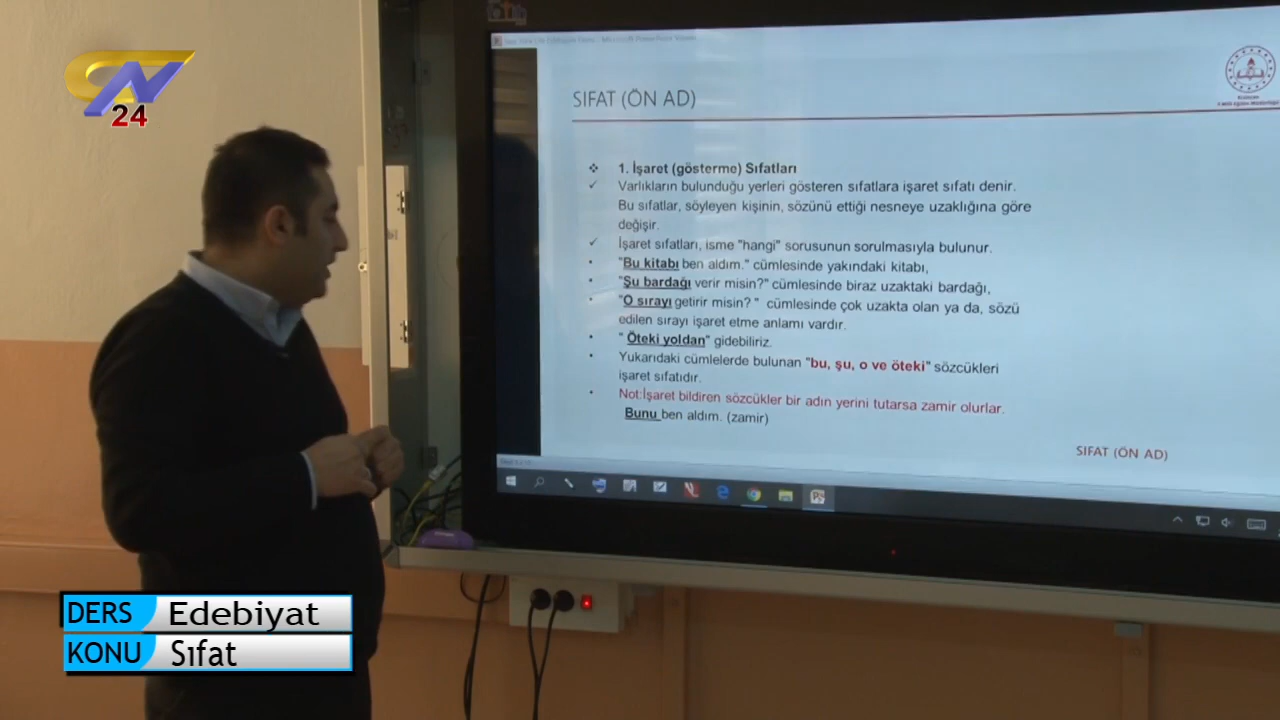 24
SIFAT (ÖN AD)
1. İşaret (gösterme) Sıfatları
Varlıkların bulunduğu yerleri gösteren sıfatlara işaret sıfatı denir.
Bu sıfatlar, söyleyen kişinin, sözünü ettiği nesneye uzaklığına göre
değişir.
İşaret sıfatları, isme "hangi" sorusunun sorulmasıyla bulunur.
"Bu kitabı ben aldım." cümlesinde yakındaki kitabı,
"Şu bardağı verir misin?" cümlesinde biraz uzaktaki bardağı,
"O sırayı getirir misin? " cümlesinde çok uzakta olan ya da, sözü
edilen sırayı işaret etme anlamı vardır.
" Öteki yoldan" gidebiliriz.
Yukarıdaki cümlelerde bulunan "bu, şu, o ve öteki" sözcükleri
işaret sıfatıdır.
Not:İşaret bildiren sözcükler bir adın yerini tutarsa zamir olurlar.
Bunu ben aldım. (zamir)
SIFAT (ÖN AD)
DERS Edebiyat
KONU Sıfat